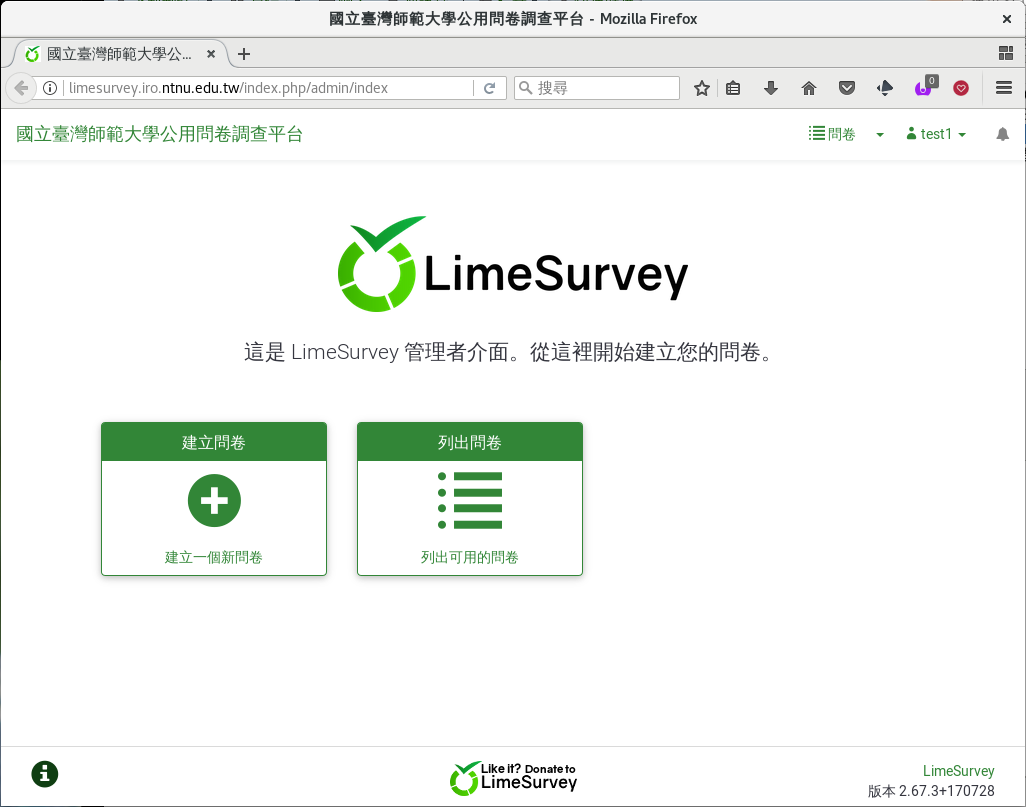 國立臺灣師範大學公用問卷調查平台 - Mozilla Firefox
國立臺灣師範大學公...
limesurvey.iro.ntnu.edu.tw/index.php/admin/index
搜尋
0
國立臺灣師範大學公用問卷調查平台
問卷
test1
LimeSurvey
這是 LimeSurvey 管理者介面。從這裡開始建立您的問卷。
建立問卷
列出問卷
建立一個新問卷
列出可用的問卷
Like it? Donate to
LimeSurvey
LimeSurvey
版本 2.67.3+170728